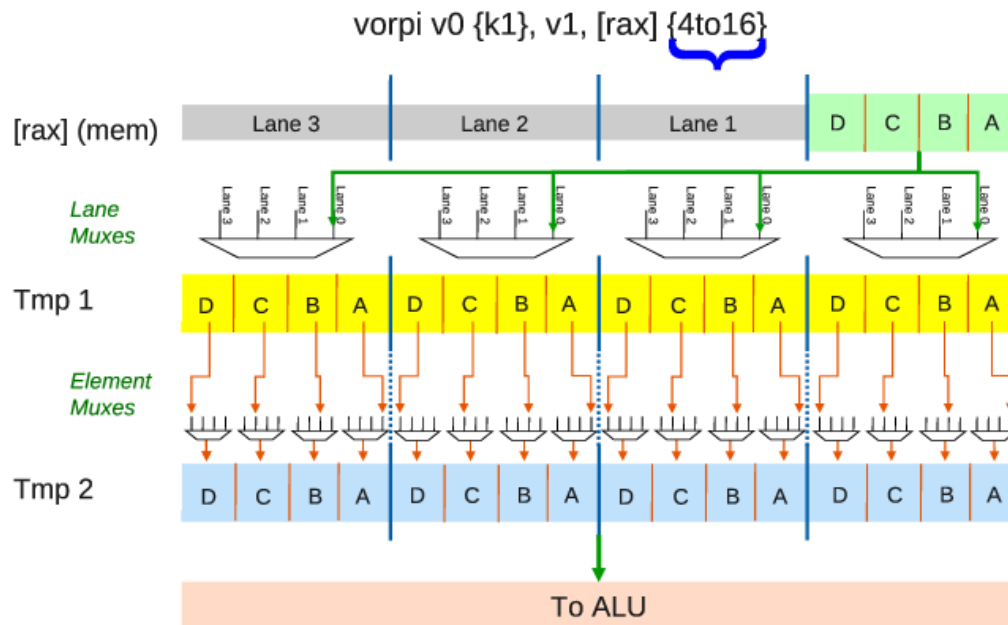 vorpi v0 {k1}, v1, [rax] {4to16}
[rax] (mem) Lane 3 Lane 2 Lane 1 D C B A
Lane Muxes
Lane 3 Lane 2 Lane 1 Lane 0 Lane 3 Lane 2 Lane 1 Lane 0 Lane 3 Lane 2 Lane 1 Lane 0 Lane 3 Lane 2 Lane 1 Lane 0
Tmp 1 D C B A D C B A D C B A D C B A
Element
Muxes
Tmp 2 D C B A D C B A D C B A D C B A
To ALU